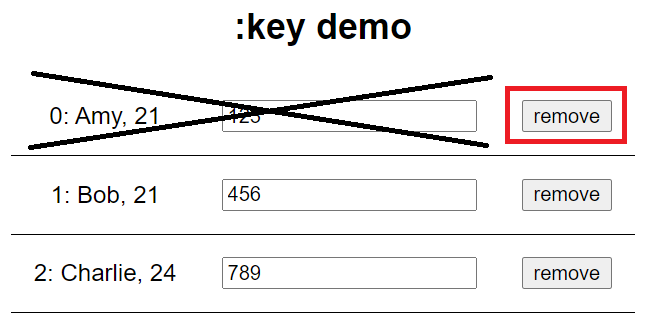 :key demo
0: Amy, 21 123 remove
1: Bob, 21 456 remove
2: Charlie, 24 789 remove